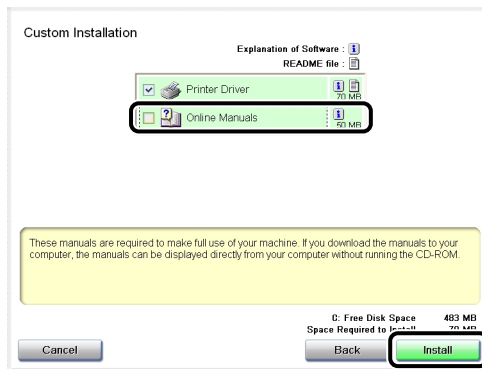 Custom Installation
Explanation of Software :
README file :
Printer Driver
70 MB
Online Manuals
50 MB
These manuals are required to make full use of your machine. If you download the manuals to your
computer, the manuals can be displayed directly from your computer without running the CD-ROM.
C: Free Disk Space 483 MB
Space Required to Install 70 MB
Cancel Back Install